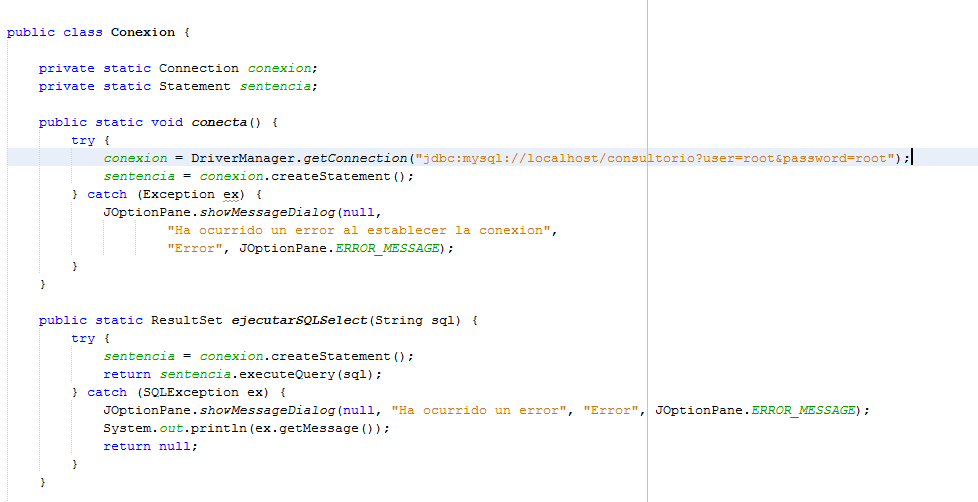 public class Conexion {
private static Connection conexion;
private static Statement sentencia;
public static void conecta() {
try {
conexion = DriverManager.getConnection("jdbc:mysql://localhost/consultorio?user=root&password=root");
sentencia = conexion.createStatement();
} catch (Exception ex) {
JOptionPane.showMessageDialog(null,
"Ha ocurrido un error al establecer la conexion",
"Error", JOptionPane.ERROR_MESSAGE);
}
}
public static ResultSet ejecutarSQLSelect(String sql) {
try {
sentencia = conexion.createStatement();
return sentencia.executeQuery(sql);
} catch (SQLException ex) {
JOptionPane.showMessageDialog(null, "Ha ocurrido un error", "Error", JOptionPane.ERROR_MESSAGE);
System.out.println(ex.getMessage());
return null;
}
}